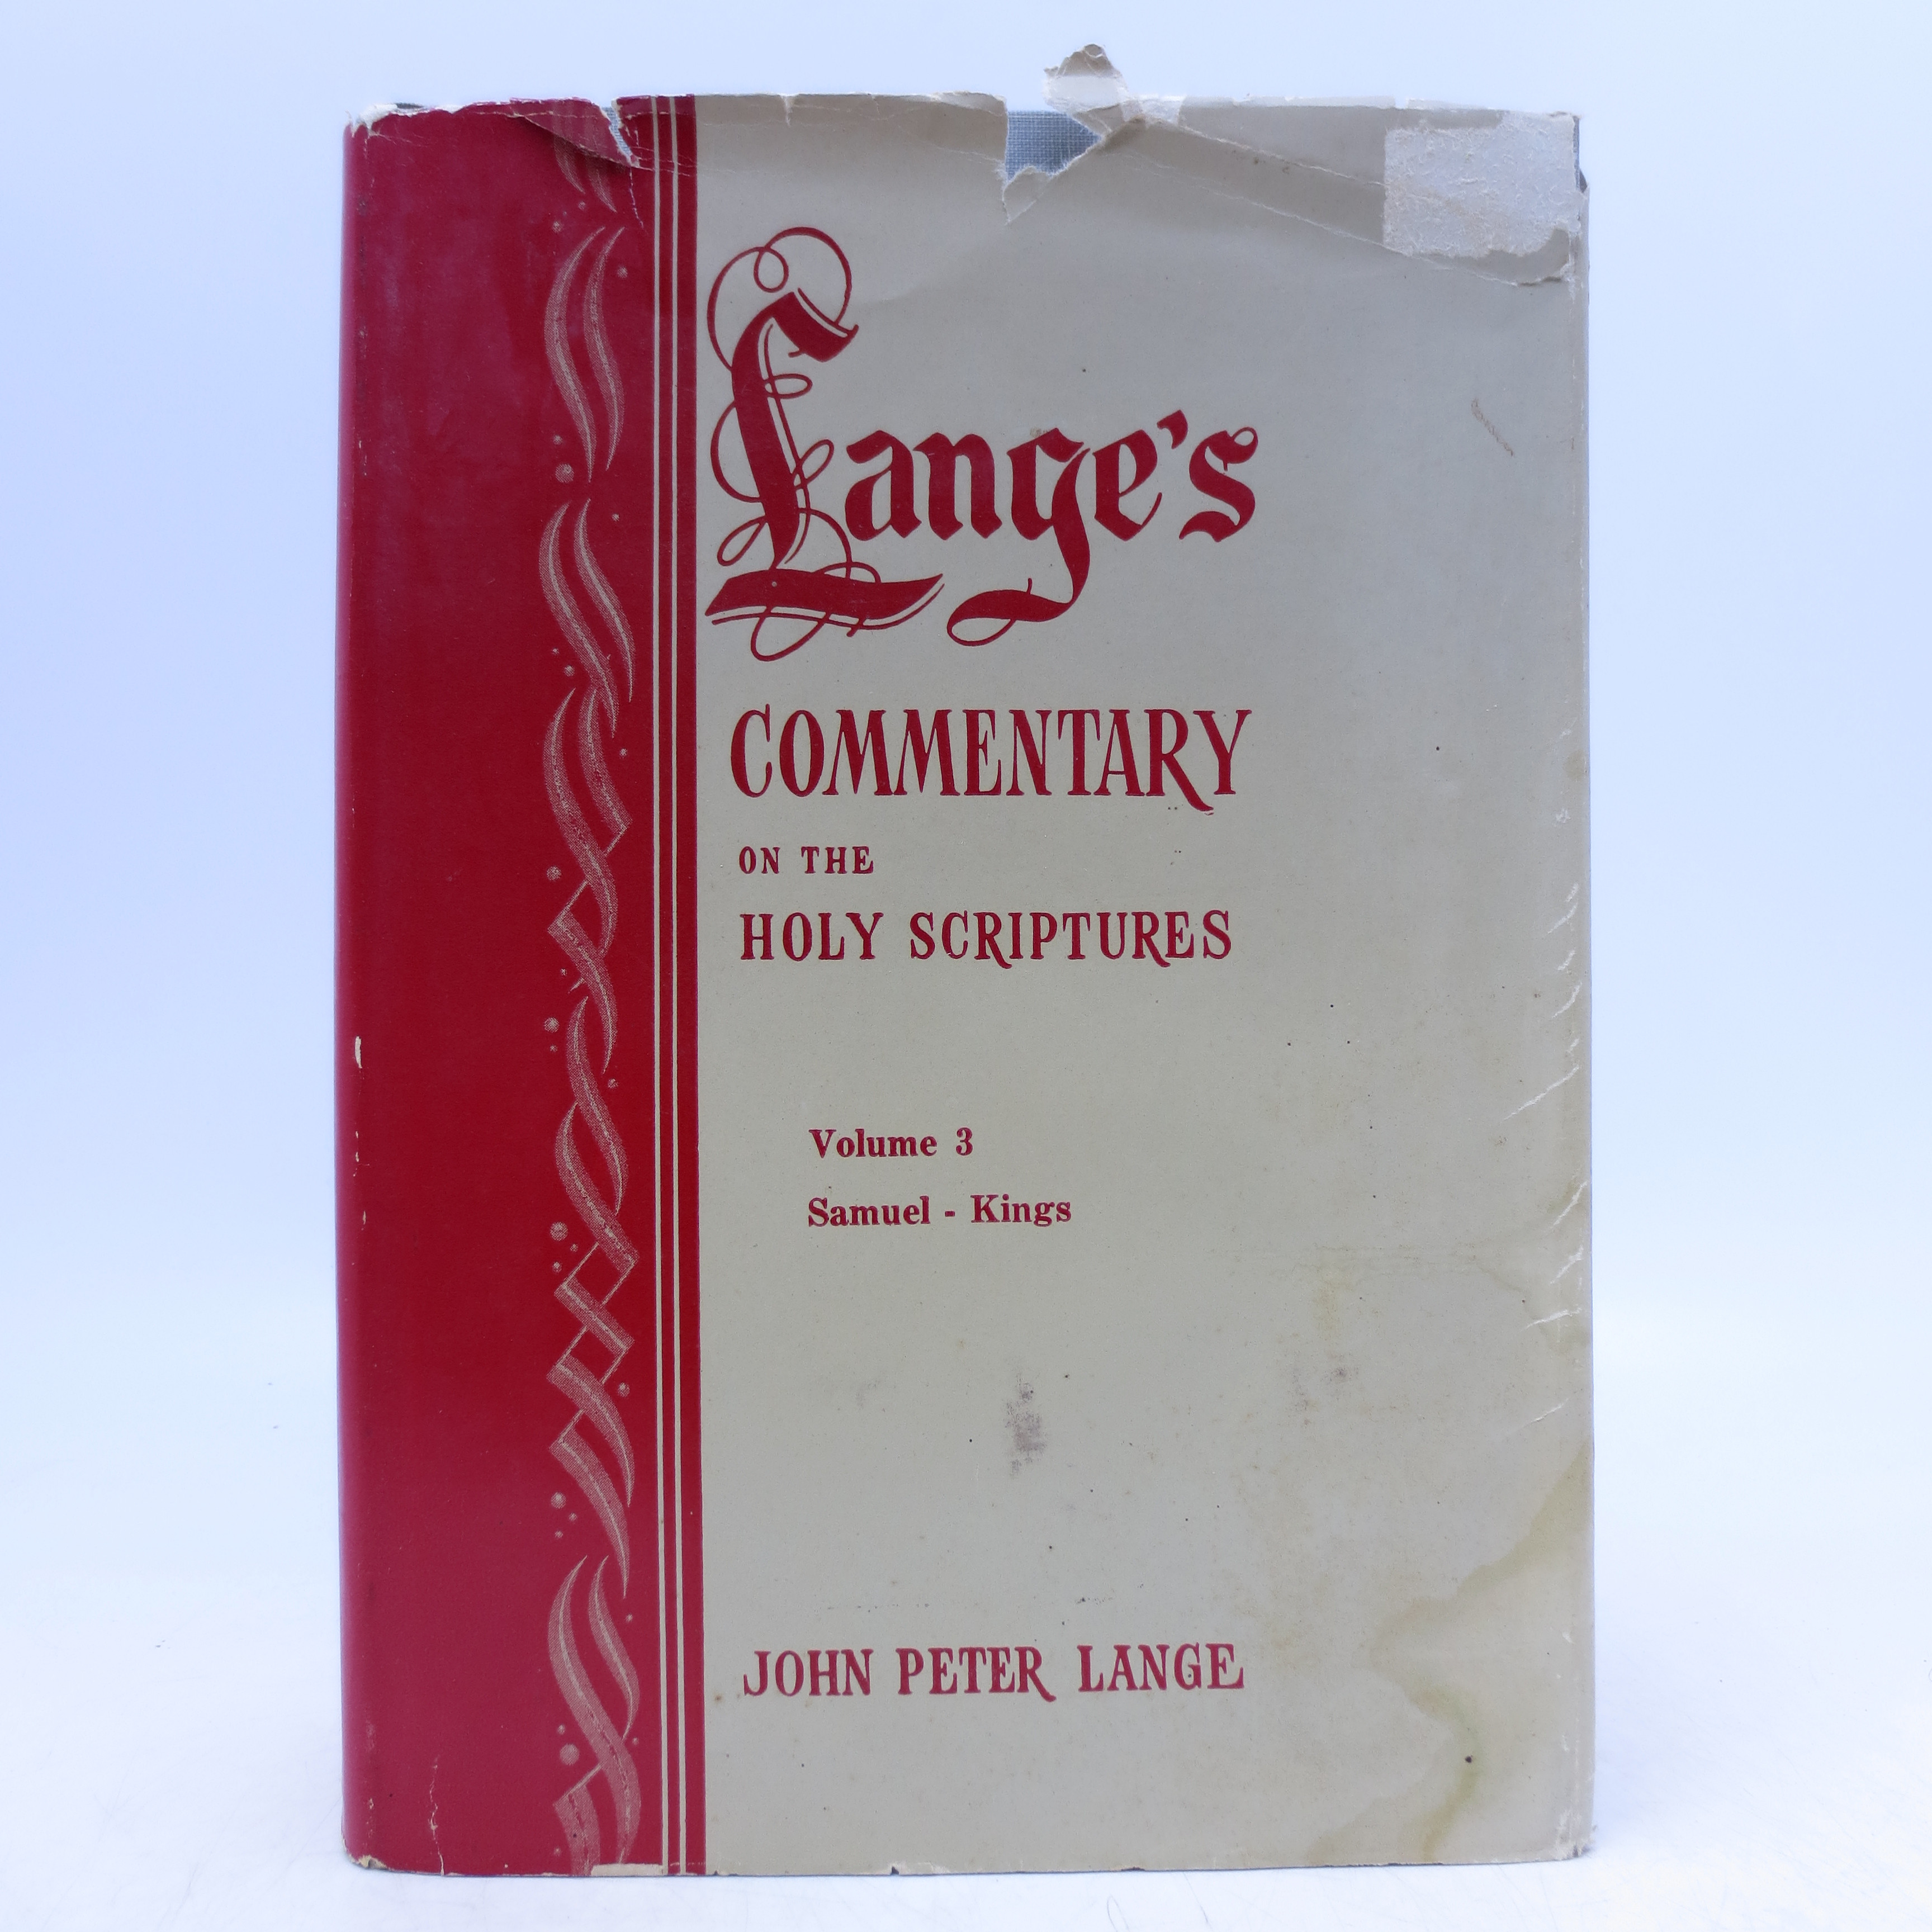 Lange's
COMMENTARY
ON THE
HOLY SCRIPTURES
Volume 3
Samuel - Kings
JOHN PETER LANGE